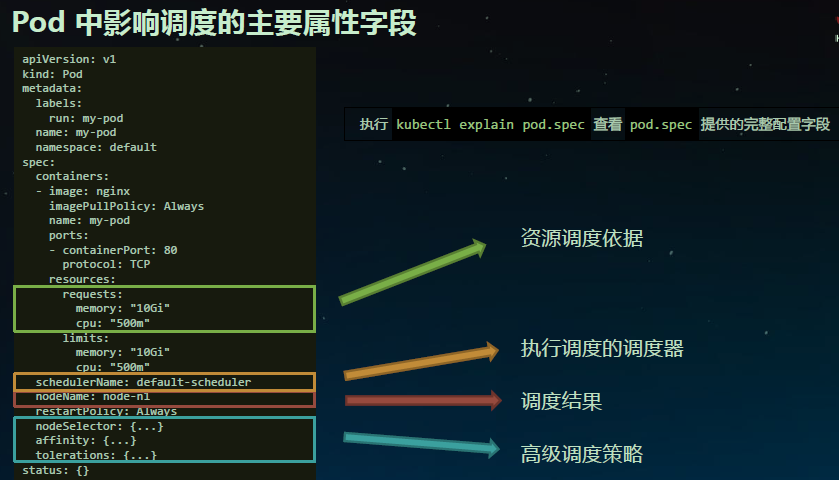 Pod 中影响调度的主要属性字段
apiVersion: v1
kind: Pod
metadata:
  labels:
    run: my-pod
  name: my-pod
  namespace: default
spec:
  containers:
  - image: nginx
    imagePullPolicy: Always
    name: my-pod
    ports:
    - containerPort: 80
      protocol: TCP
    resources:
      requests:
        memory: "10Gi"
        cpu: "500m"
      limits:
        memory: "10Gi"
        cpu: "500m"
  schedulerName: default-scheduler
  nodeName: node-n1
  restartPolicy: Always
  nodeSelector: {...}
  affinity: {...}
  tolerations: {...}
status: {}
执行 kubectl explain pod.spec 查看 pod.spec 提供的完整配置字段
资源调度依据
执行调度的调度器
调度结果
高级调度策略